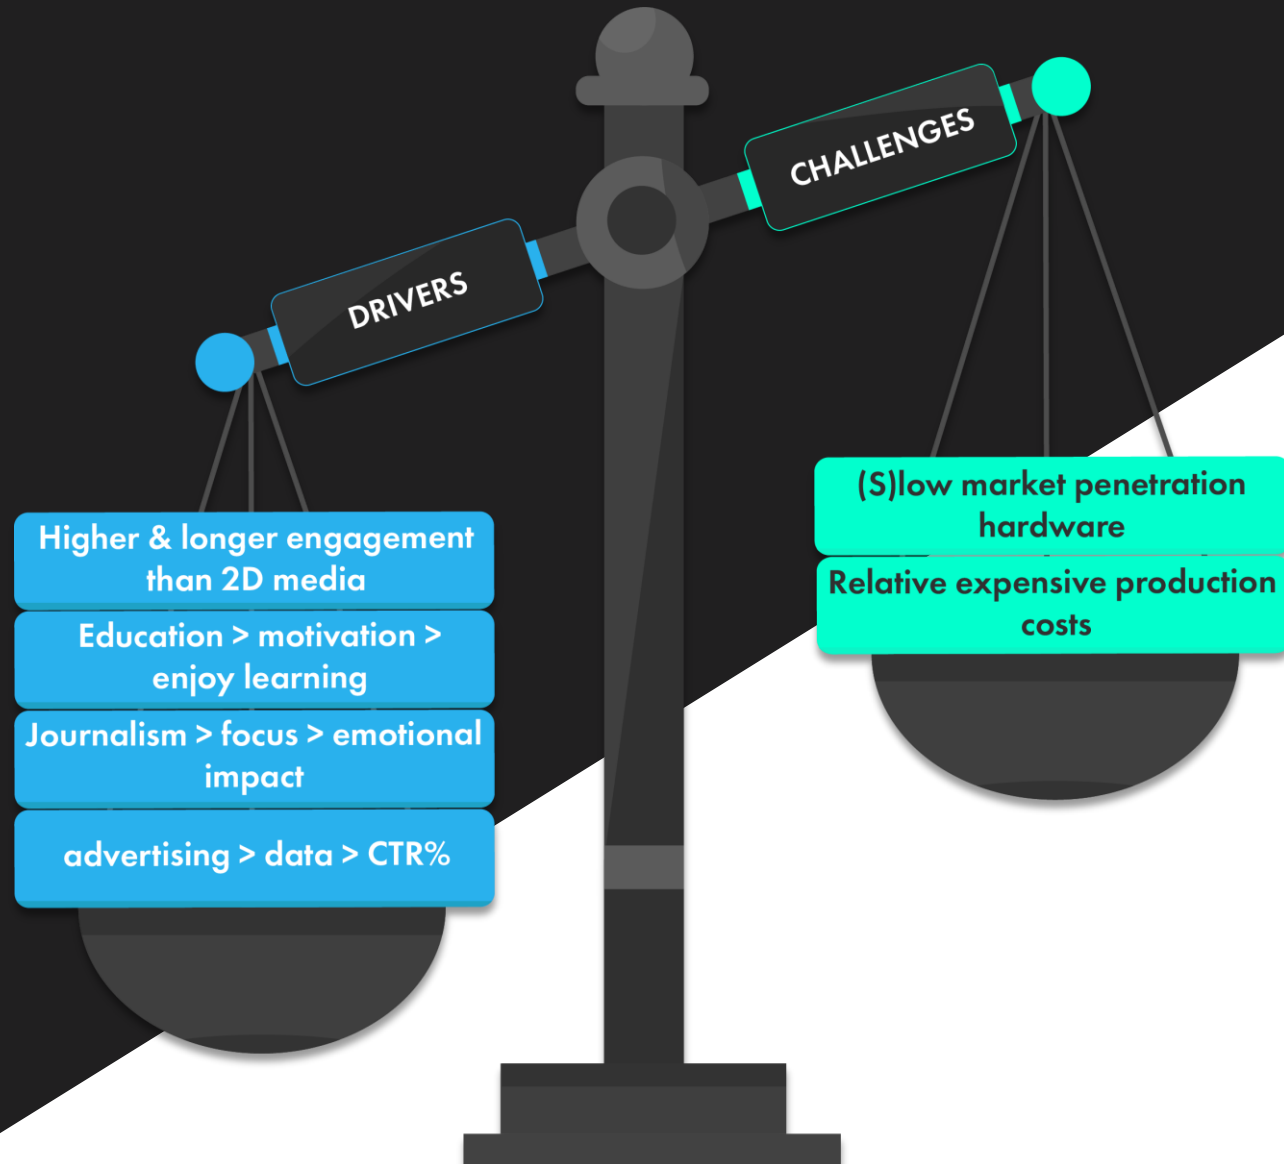 CHALLENGES
DRIVERS
Higher & longer engagement
than 2D media
Education > motivation >
enjoy learning
Journalism > focus > emotional
impact
advertising > data > CTR%
(S)low market penetration
hardware
Relative expensive production
costs